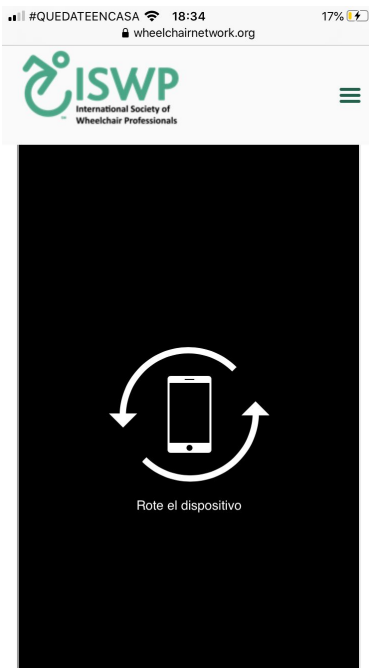 #QUEDATEENCASA 18:34 17%
wheelchairnetwork.org
ISWP
International Society of
Wheelchair Professionals
Rote el dispositivo